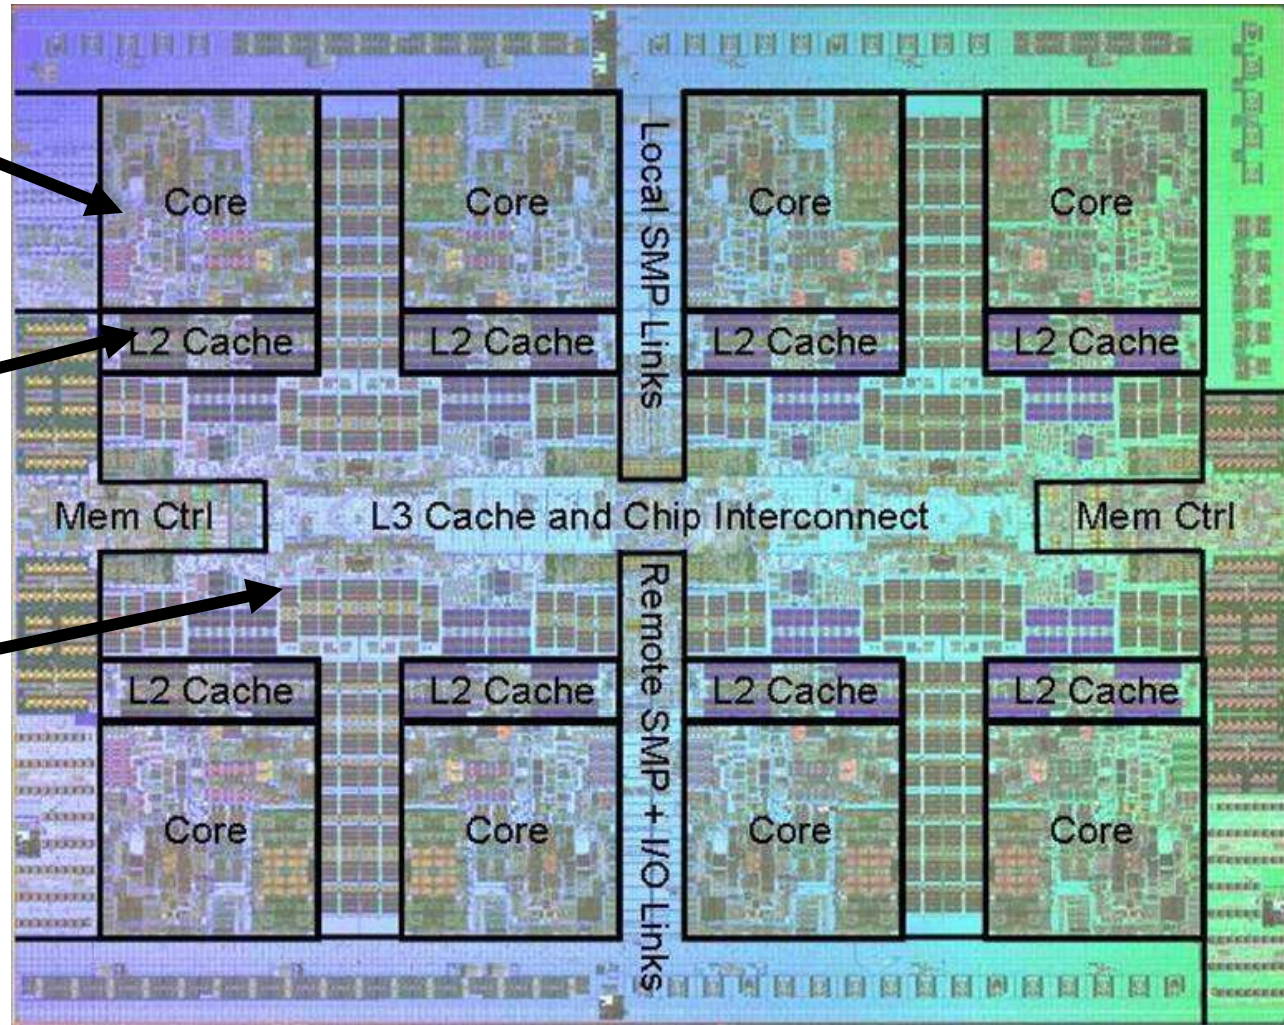 Core
Core
Local SMP Links
Core
Core
L2 Cache
L2 Cache
L2 Cache
L2 Cache
Mem Ctrl
L3 Cache and Chip Interconnect
Mem Ctrl
L2 Cache
L2 Cache
Remote SMP + I/O Links
L2 Cache
L2 Cache
Core
Core
Core
Core